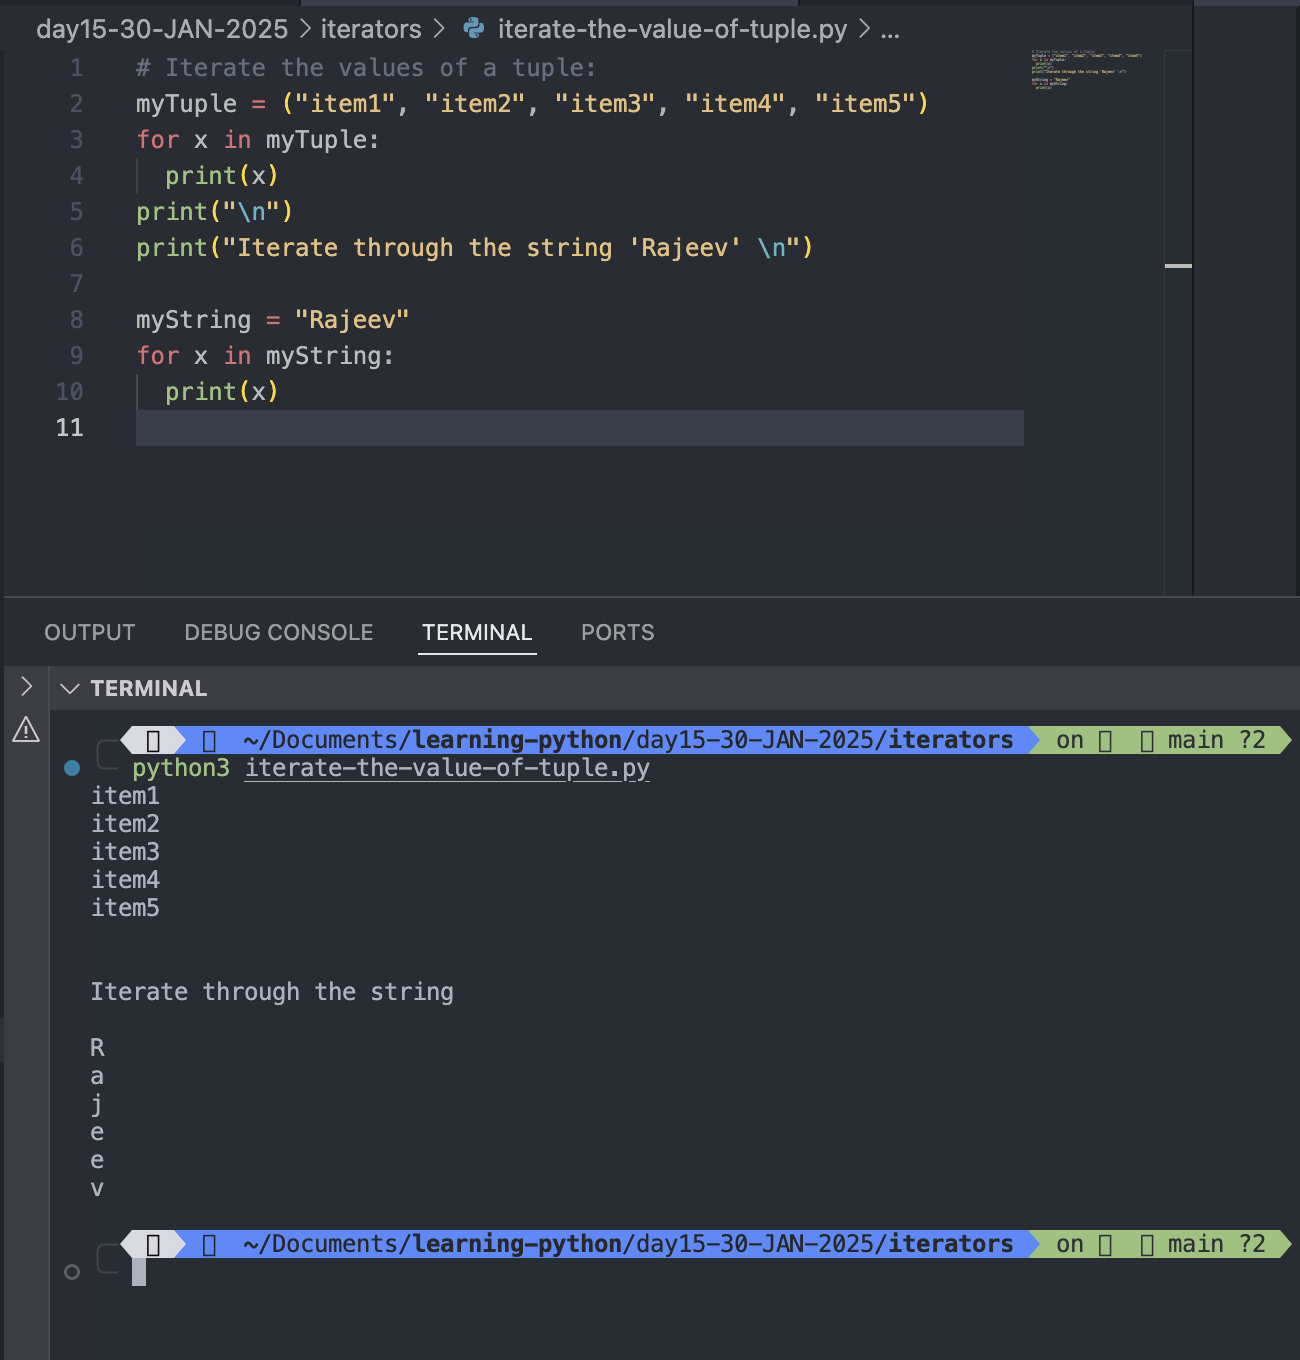 day15-30-JAN-2025 > iterators > iterate-the-value-of-tuple.py > ...
1 # Iterate the values of a tuple:
2 myTuple = ("item1", "item2", "item3", "item4", "item5")
3 for x in myTuple:
4 print(x)
5 print("\n")
6 print("Iterate through the string 'Rajeev' \n")
7
8 myString = "Rajeev"
9 for x in myString:
10 print(x)
11
OUTPUT DEBUG CONSOLE TERMINAL PORTS
TERMINAL
~/Documents/learning-python/day15-30-JAN-2025/iterators on main ?2
python3 iterate-the-value-of-tuple.py
item1
item2
item3
item4
item5
Iterate through the string
R
a
j
e
e
v
~/Documents/learning-python/day15-30-JAN-2025/iterators on main ?2